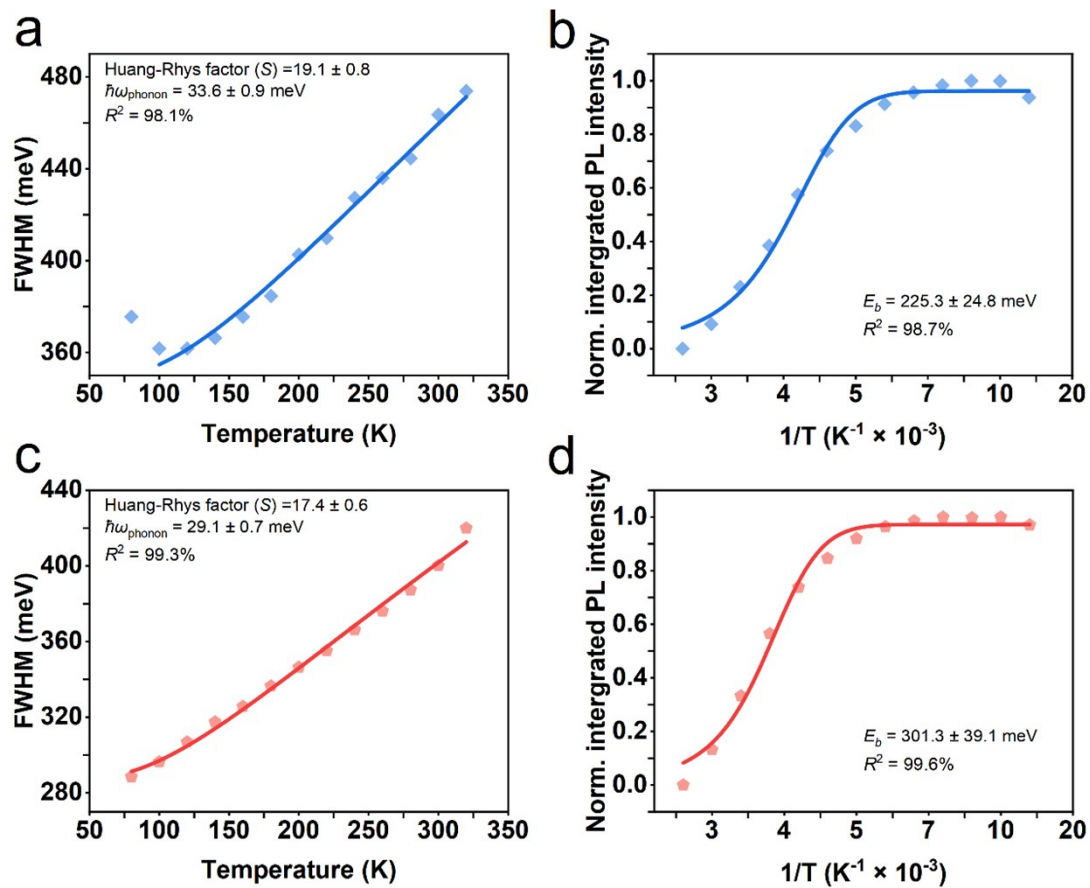 a
Huang-Rhys factor (S) =19.1 ± 0.8
ℏωphonon = 33.6 ± 0.9 meV
R² = 98.1%
480
440
400
360
FWHM (meV)
50 100 150 200 250 300 350
Temperature (K)
b
1.0
0.8
0.6
0.4
0.2
0.0
Norm. intergrated PL intensity
Eb = 225.3 ± 24.8 meV
R² = 98.7%
3 4 5 7 10 20
1/T (K⁻¹ × 10⁻³)
c
Huang-Rhys factor (S) =17.4 ± 0.6
ℏωphonon = 29.1 ± 0.7 meV
R² = 99.3%
440
400
360
320
280
FWHM (meV)
50 100 150 200 250 300 350
Temperature (K)
d
1.0
0.8
0.6
0.4
0.2
0.0
Norm. intergrated PL intensity
Eb = 301.3 ± 39.1 meV
R² = 99.6%
3 4 5 7 10 20
1/T (K⁻¹ × 10⁻³)